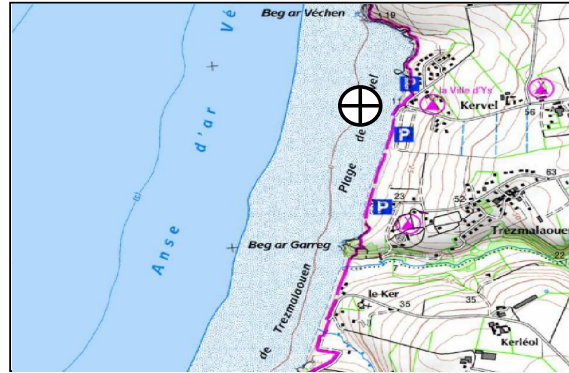 Beg ar Véchen
19
Vé
d'ar
Anse
la Ville d'Ys
P
11
Kervel
56
Plage de
P
23
52
63
P
Trezmalaouen
Beg ar Garreg
7
22
de Trezmalaouen
le Ker
35
35
Kerléol